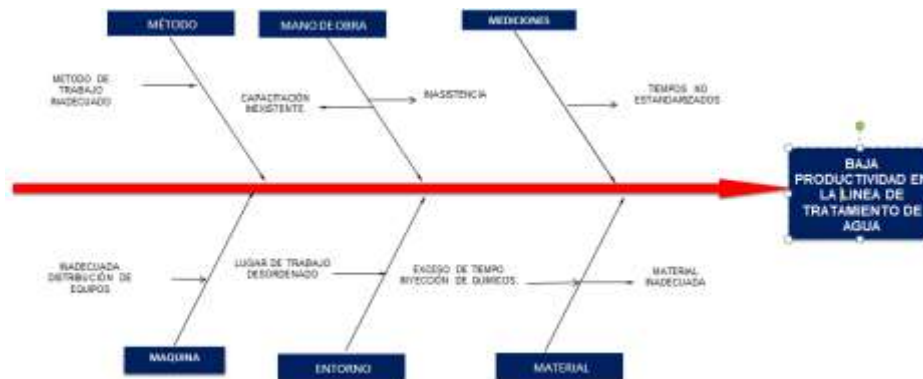 MÉTODO
MANO DE OBRA
MEDICIONES
METODO DE
TRABAJO
INADECUADO
CAPACITACIÓN
INEXISTENTE
INASISTENCIA
TIEMPOS NO
ESTANDARIZADOS
BAJA
PRODUCTIVIDAD EN
LA LINEA DE
TRATAMIENTO DE
AGUA
INADECUADA
DISTRIBUCIÓN DE
EQUIPOS
LUGAR DE TRABAJO
DESORDENADO
EXCESO DE TIEMPO
INYECCIÓN DE QUIMICOS
MATERIAL
INADECUADA
MAQUINA
ENTORNO
MATERIAL